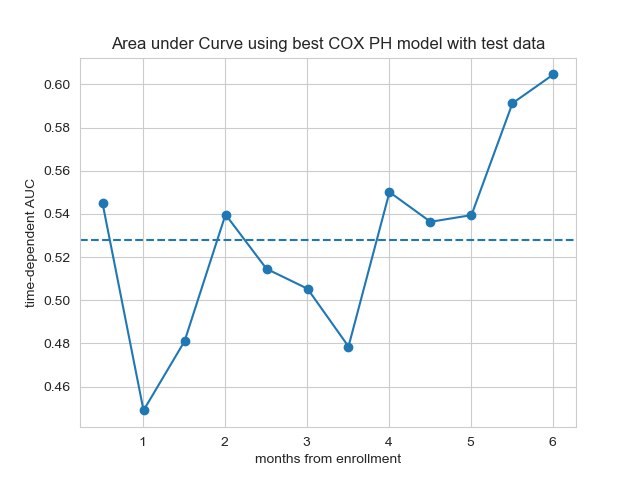 Area under Curve using best COX PH model with test data
time-dependent AUC
0.60
0.58
0.56
0.54
0.52
0.50
0.48
0.46
1 2 3 4 5 6
months from enrollment